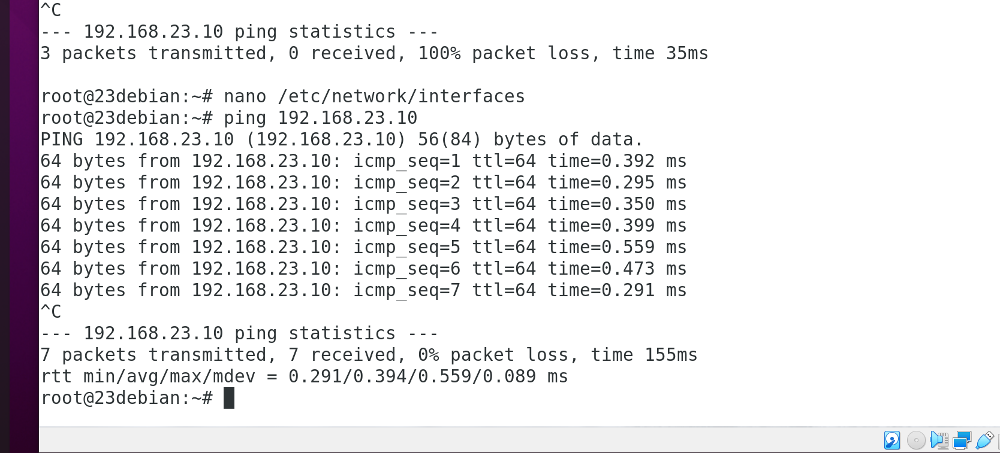 ^C
--- 192.168.23.10 ping statistics ---
3 packets transmitted, 0 received, 100% packet loss, time 35ms
root@23debian:~# nano /etc/network/interfaces
root@23debian:~# ping 192.168.23.10
PING 192.168.23.10 (192.168.23.10) 56(84) bytes of data.
64 bytes from 192.168.23.10: icmp_seq=1 ttl=64 time=0.392 ms
64 bytes from 192.168.23.10: icmp_seq=2 ttl=64 time=0.295 ms
64 bytes from 192.168.23.10: icmp_seq=3 ttl=64 time=0.350 ms
64 bytes from 192.168.23.10: icmp_seq=4 ttl=64 time=0.399 ms
64 bytes from 192.168.23.10: icmp_seq=5 ttl=64 time=0.559 ms
64 bytes from 192.168.23.10: icmp_seq=6 ttl=64 time=0.473 ms
64 bytes from 192.168.23.10: icmp_seq=7 ttl=64 time=0.291 ms
^C
--- 192.168.23.10 ping statistics ---
7 packets transmitted, 7 received, 0% packet loss, time 155ms
rtt min/avg/max/mdev = 0.291/0.394/0.559/0.089 ms
root@23debian:~#